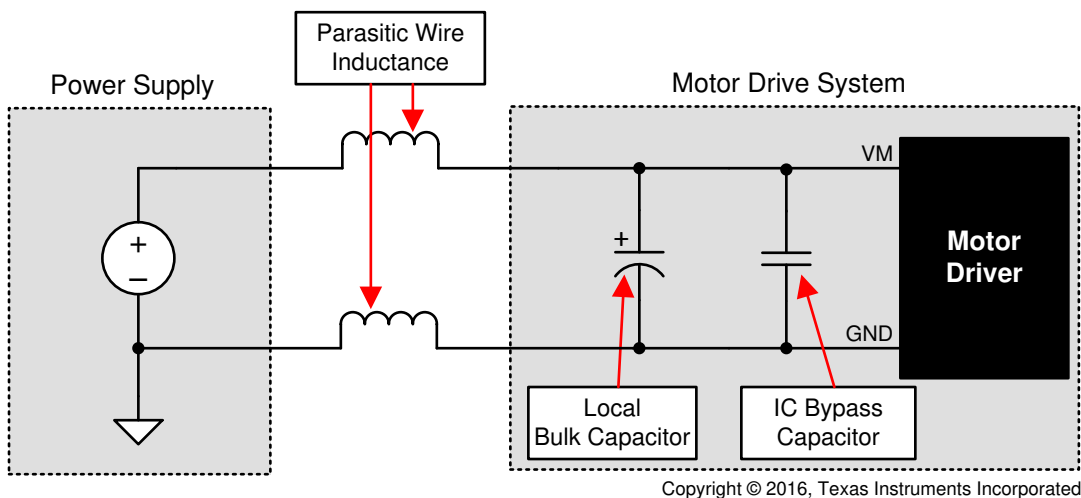 Parasitic Wire
Inductance
Power Supply
Motor Drive System
VM
+
–
+
Motor
Driver
GND
Local
Bulk Capacitor
IC Bypass
Capacitor
Copyright © 2016, Texas Instruments Incorporated